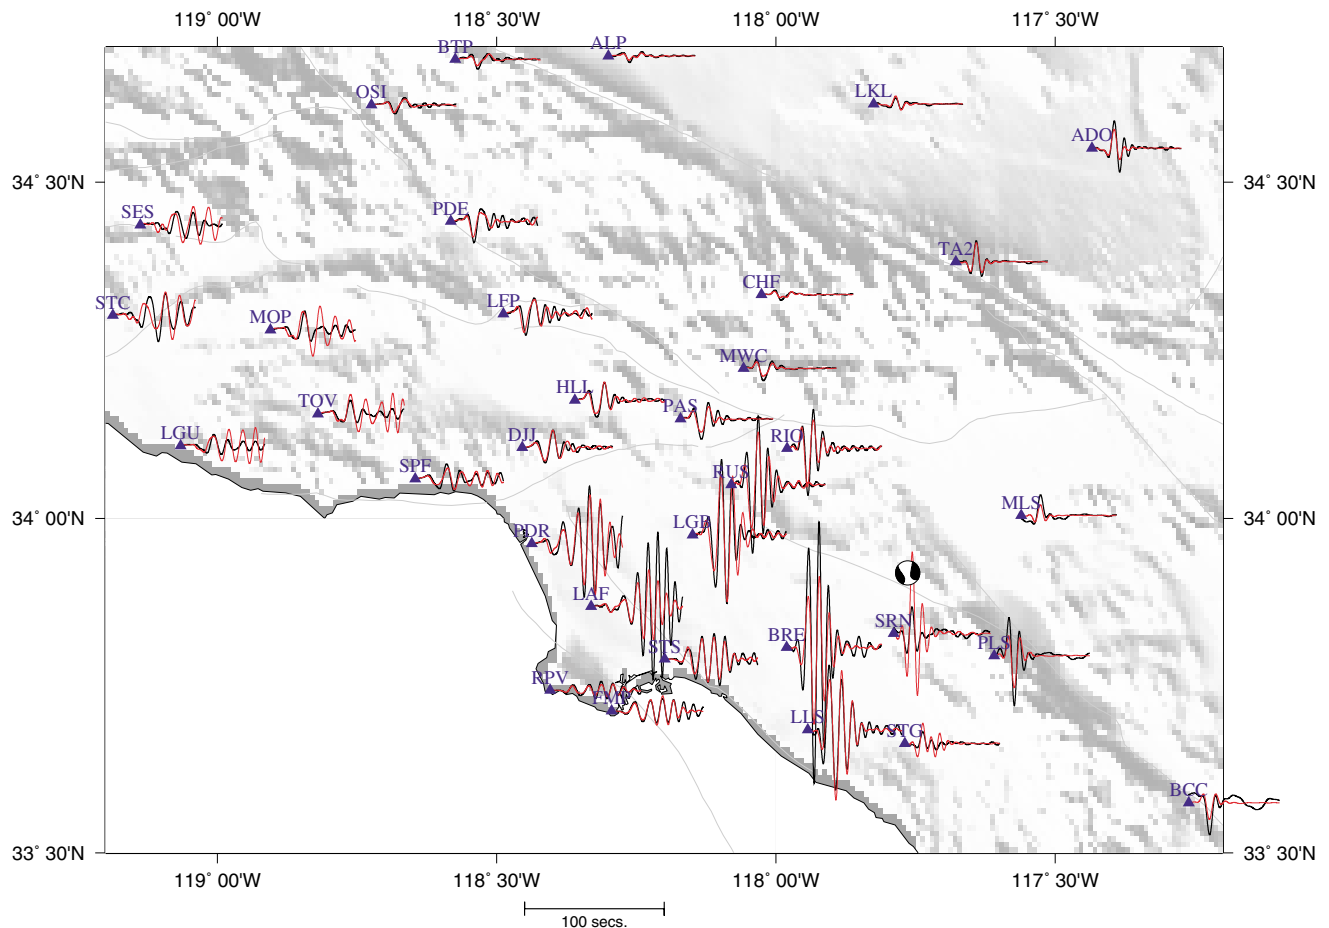 119° 00'W 118° 30'W 118° 00'W 117° 30'W
BTP
ALP
OSI
LKL
ADO
34° 30'N 34° 30'N
SES
PDE
TA2
CHF
STC
LFP
MOP
MWC
HLL
TOV
PAS
LGU
DJJ
RIO
SPF
RUS
MLS
34° 00'N 34° 00'N
LGB
PDR
LAF
SRN
BRE
PLS
STS
RPV
FMP
LLS
STG
BCC
33° 30'N 33° 30'N
119° 00'W 118° 30'W 118° 00'W 117° 30'W
100 secs.